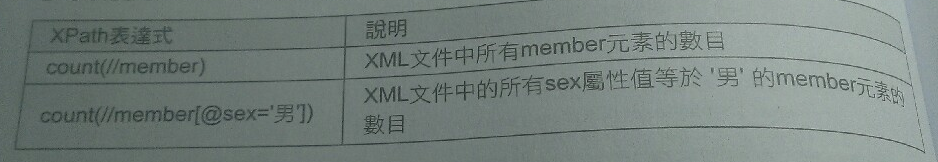 XPath表達式
說明
count(//member)
XML文件中所有member元素的數目
count(//member[@sex='男'])
XML文件中的所有sex屬性值等於 '男' 的member元素的
數目